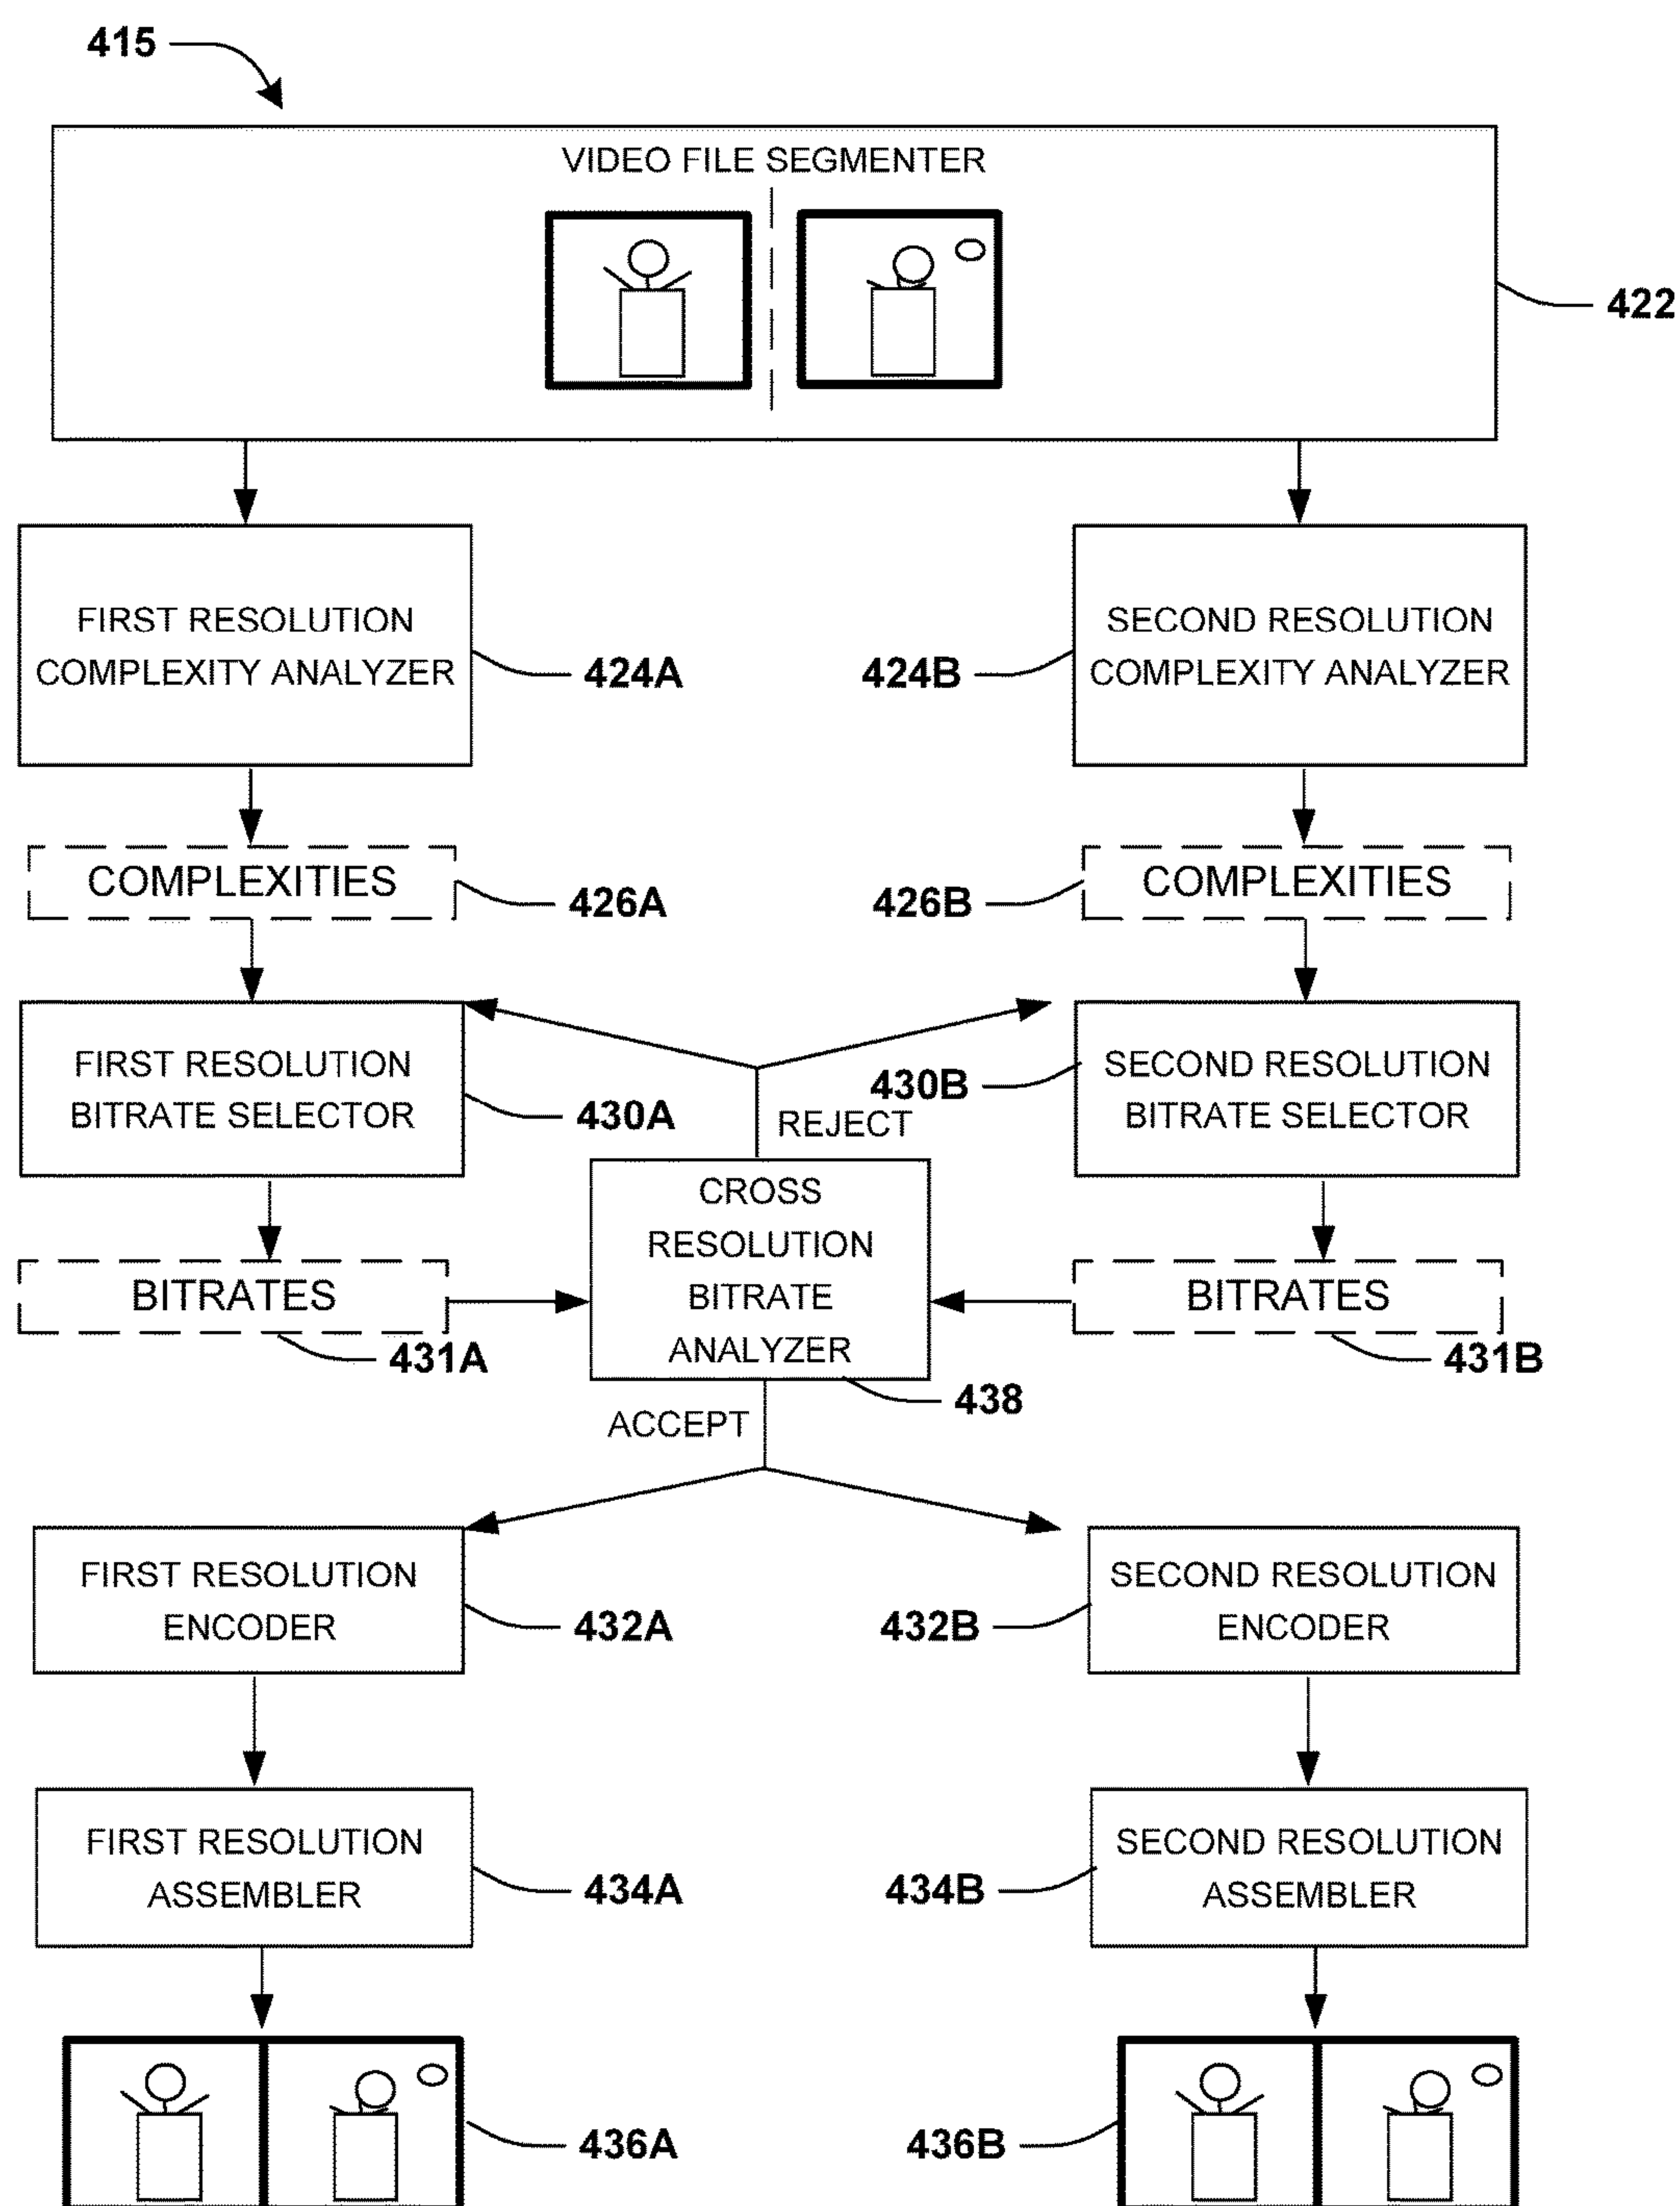 415
VIDEO FILE SEGMENTER
422
FIRST RESOLUTION
COMPLEXITY ANALYZER
424A
424B
SECOND RESOLUTION
COMPLEXITY ANALYZER
COMPLEXITIES
426A
426B
COMPLEXITIES
FIRST RESOLUTION
BITRATE SELECTOR
430A
REJECT
430B
SECOND RESOLUTION
BITRATE SELECTOR
BITRATES
431A
CROSS
RESOLUTION
BITRATE
ANALYZER
438
BITRATES
431B
ACCEPT
FIRST RESOLUTION
ENCODER
432A
432B
SECOND RESOLUTION
ENCODER
FIRST RESOLUTION
ASSEMBLER
434A
434B
SECOND RESOLUTION
ASSEMBLER
436A
436B